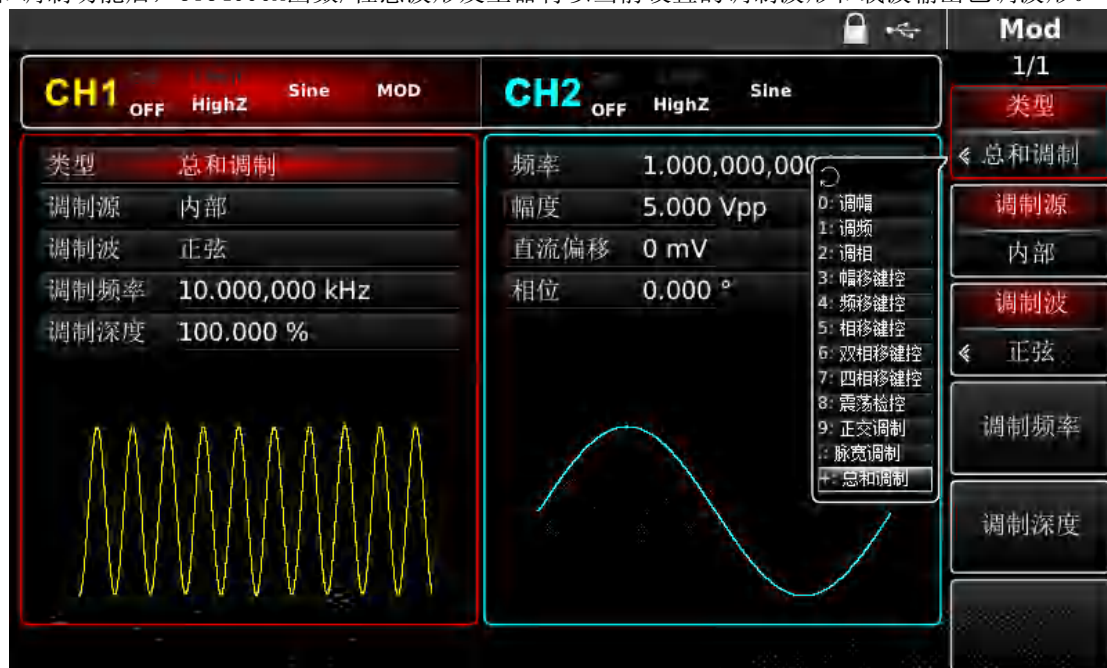 Mod
1/1
CH1 OFF HighZ Sine MOD
CH2 OFF HighZ Sine
类型
总和调制
类型 总和调制
调制源 内部
调制波 正弦
调制频率 10.000,000 kHz
调制深度 100.000 %
频率 1.000,000,000
幅度 5.000 Vpp
直流偏移 0 mV
相位 0.000 °
0: 调幅
1: 调频
2: 调相
3: 幅移键控
4: 频移键控
5: 相移键控
6: 双相移键控
7: 四相移键控
8: 震荡检控
9: 正交调制
.: 脉宽调制
+: 总和调制
调制源
内部
调制波
正弦
调制频率
调制深度